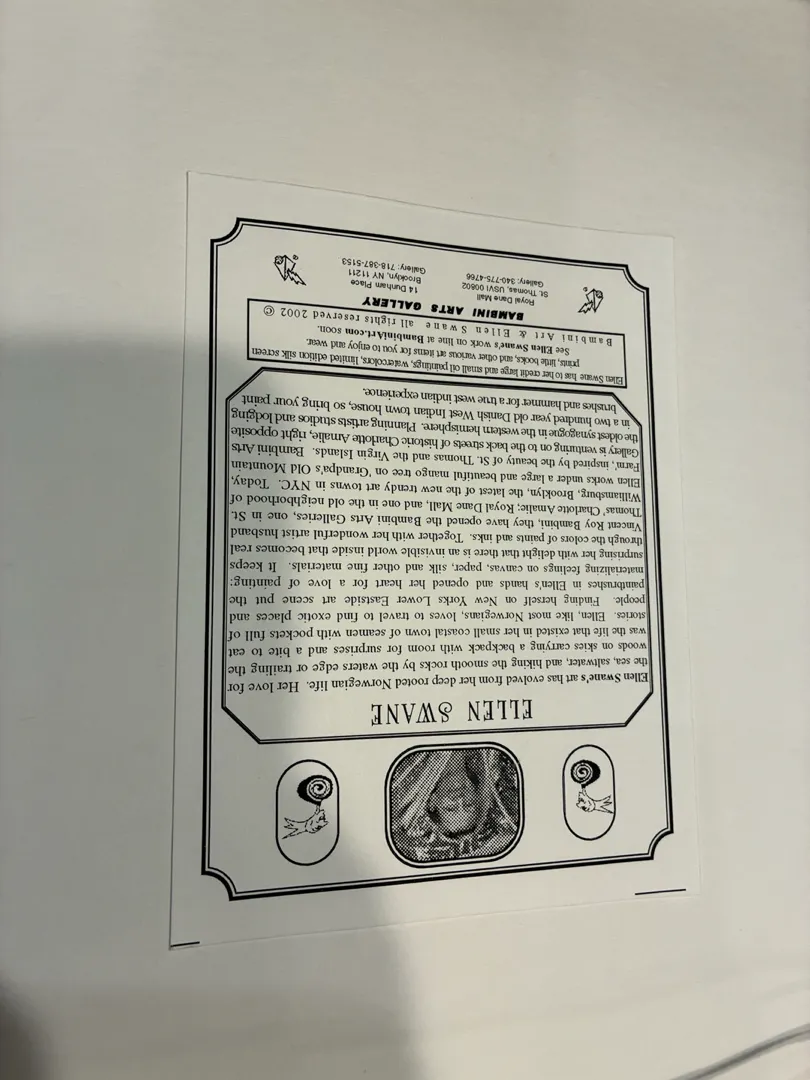 ELLEN SWANE
Ellen Swane's art has evolved from her deep rooted Norwegian life. Her love for
the sea, saltwater, and hiking the smooth rocks by the waters edge or trailing the
woods on skies carrying a backpack with room for surprises and a bite to eat
was the life that existed in her small coastal town of seamen with pockets full of
stories. Ellen, like most Norwegians, loves to travel to find exotic places and
people. Finding herself on New Yorks Lower Eastside art scene put the
paintbrushes in Ellen's hands and opened her heart for a love of painting:
materializing feelings on canvas, paper, silk and other fine materials. It keeps
surprising her with delight that there is an invisible world inside that becomes real
through the colors of paints and inks. Together with her wonderful artist husband
Vincent Roy Bambini, they have opened the Bambini Arts Galleries, one in St.
Thomas' Charlotte Amalie; Royal Dane Mall, and one in the old neighborhood of
Williamsburg, Brooklyn, the latest of the new trendy art towns in NYC. Today,
Ellen works under a large and beautiful mango tree on 'Grandpa's Old Mountain
Farm', inspired by the beauty of St. Thomas and the Virgin Islands. Bambini Arts
Gallery is venturing on to the back streets of historic Charlotte Amalie, right opposite
the oldest synagogue in the western hemisphere. Planning artists studios and lodging
in a two hundred year old Danish West Indian town house, so bring your paint
brushes and hammer for a true west indian experience.
Ellen Swane has to her credit large and small oil paintings, watercolors, limited edition silk screen
prints, little books, and other various art items for you to enjoy and wear.
See Ellen Swane's work on line at BambiniArt.com soon.
Bambini Art & Ellen Swane all rights reserved 2002 ©
BAMBINI ARTS GALLERY
Royal Dane Mall
St. Thomas, USVI 00802
Gallery: 340-775-4766
14 Dunham Place
Brooklyn, NY 11211
Gallery: 718-387-5153